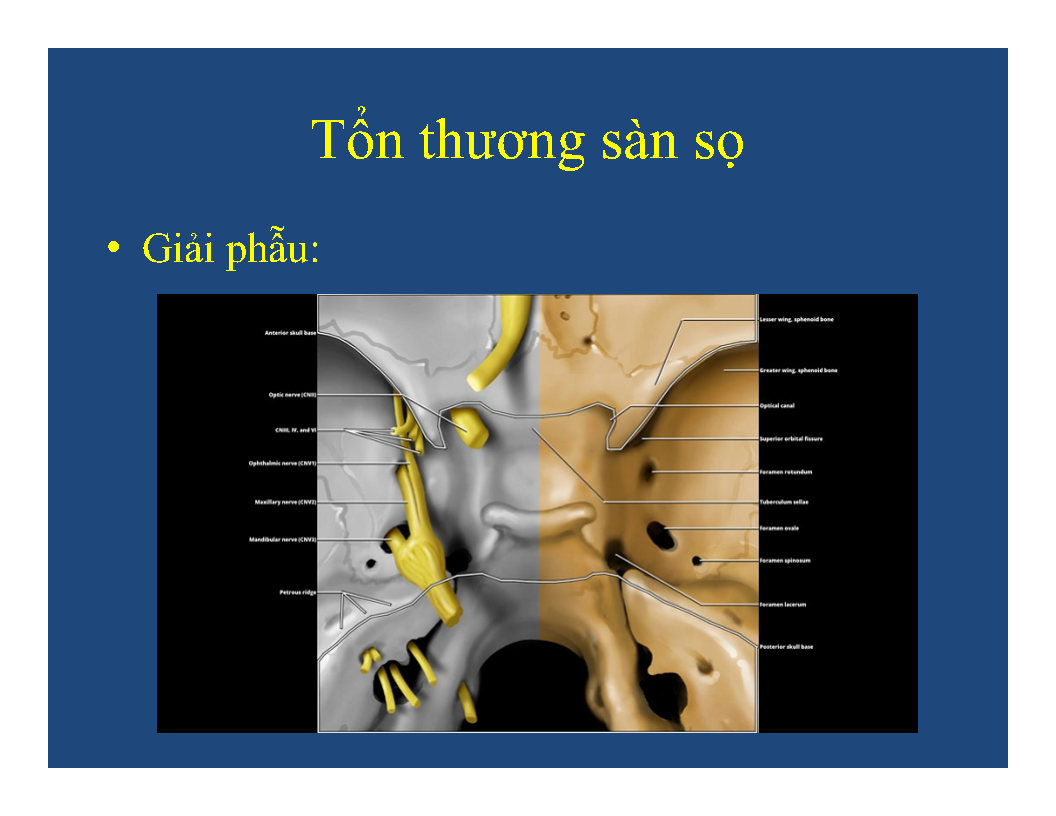 Tổn thương sàn sọ
• Giải phẫu:
Anterior skull base
Optic nerve (CNII)
CNIII, IV, and VI
Ophthalmic nerve (CNV1)
Maxillary nerve (CNV2)
Mandibular nerve (CNV3)
Petrous ridge
Lesser wing, sphenoid bone
Greater wing, sphenoid bone
Optical canal
Superior orbital fissure
Foramen rotundum
Tuberculum sellae
Foramen ovale
Foramen spinosum
Foramen lacerum
Posterior skull base